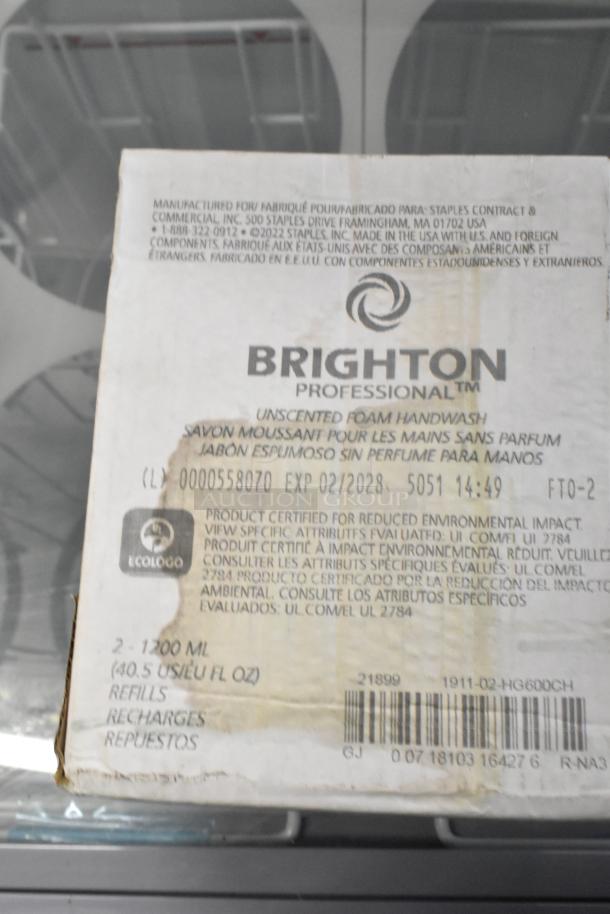 MANUFACTURED FOR/ FABRIQUÉ POUR/FABRICADO PARA: STAPLES CONTRACT &
COMMERCIAL, INC. 500 STAPLES DRIVE FRAMINGHAM, MA 01702 USA
• 1-888-322-0912 • ©2022 STAPLES, INC. MADE IN THE USA WITH U.S. AND FOREIGN
COMPONENTS. FABRIQUÉ AUX ÉTATS-UNIS AVEC DES COMPOSANTS AMÉRICAINS ET
ÉTRANGERS. FABRICADO EN E.E.U.U. CON COMPONENTES ESTADOUNIDENSES Y EXTRANJEROS.
BRIGHTON
PROFESSIONAL™
UNSCENTED FOAM HANDWASH
SAVON MOUSSANT POUR LES MAINS SANS PARFUM
JABÓN ESPUMOSO SIN PERFUME PARA MANOS
(L) 0000558070 EXP 02/2028 5051 14:49 FT0-2
AUCTION GROUP
PRODUCT CERTIFIED FOR REDUCED ENVIRONMENTAL IMPACT.
VIEW SPECIFIC ATTRIBUTES EVALUATED: UL.COM/EL UL 2784
PRODUIT CERTIFIÉ À IMPACT ENVIRONNEMENTAL RÉDUIT. VEUILLEZ
CONSULTER LES ATTRIBUTS SPÉCIFIQUES ÉVALUÉS: UL.COM/EL
2784 PRODUCTO CERTIFICADO POR LA REDUCCIÓN DEL IMPACTO
AMBIENTAL. CONSULTE LOS ATRIBUTOS ESPECÍFICOS
EVALUADOS: UL.COM/EL UL 2784
ECOLOGO
2 - 1200 ML
(40.5 US/ÉU FL OZ)
REFILLS
RECHARGES
REPUESTOS
21899 1911-02-HG600CH
GJ 0 07 18103 16427 6 R-NA3